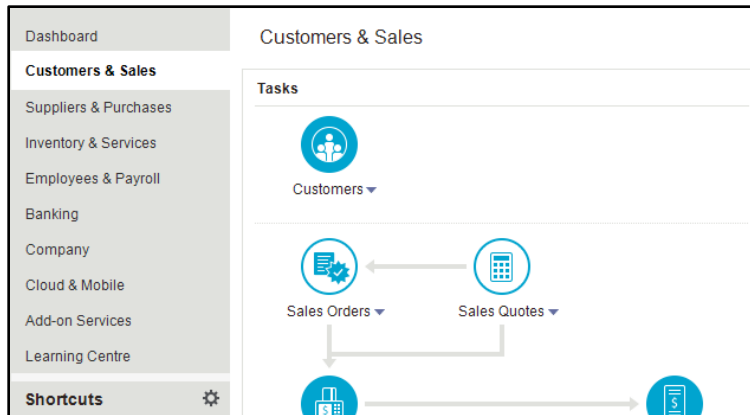 Dashboard
Customers & Sales
Suppliers & Purchases
Inventory & Services
Employees & Payroll
Banking
Company
Cloud & Mobile
Add-on Services
Learning Centre
Shortcuts
Customers & Sales
Tasks
Customers
Sales Orders
Sales Quotes
$
$